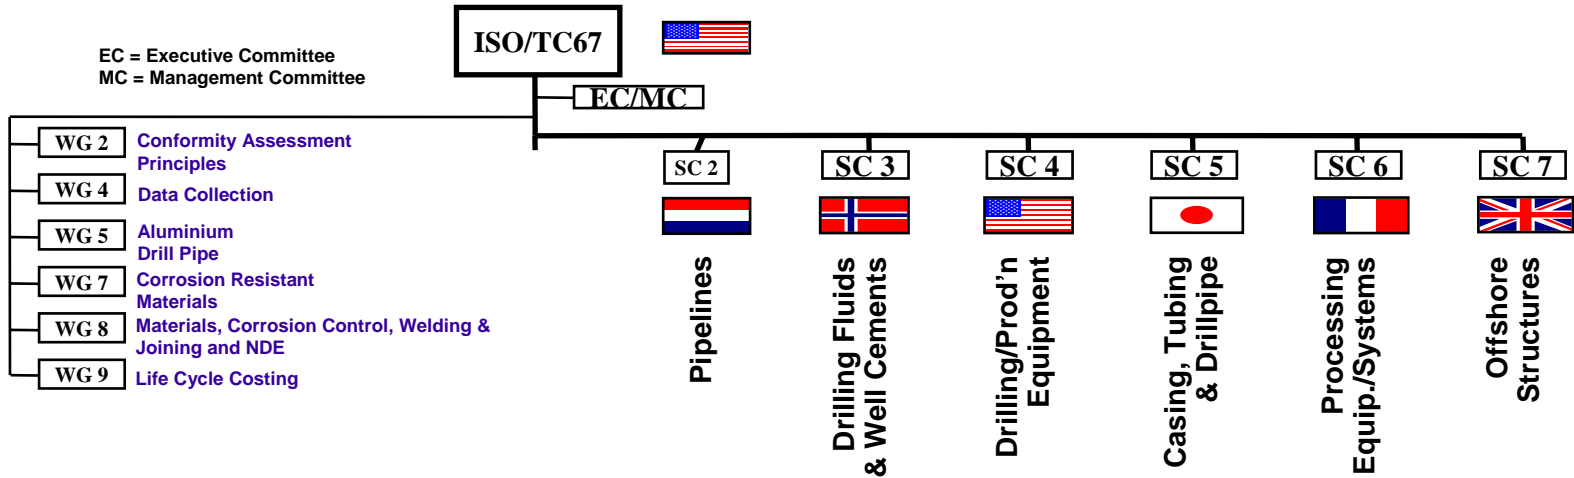 ISO/TC67
EC = Executive Committee
MC = Management Committee
EC/MC
WG 2
Conformity Assessment
Principles
WG 4
Data Collection
WG 5
Aluminium
Drill Pipe
WG 7
Corrosion Resistant
Materials
WG 8
Materials, Corrosion Control, Welding &
Joining and NDE
WG 9
Life Cycle Costing
SC 2
Pipelines
SC 3
Drilling Fluids
& Well Cements
SC 4
Drilling/Prod'n
Equipment
SC 5
Casing, Tubing
& Drillpipe
SC 6
Processing
Equip./Systems
SC 7
Offshore
Structures